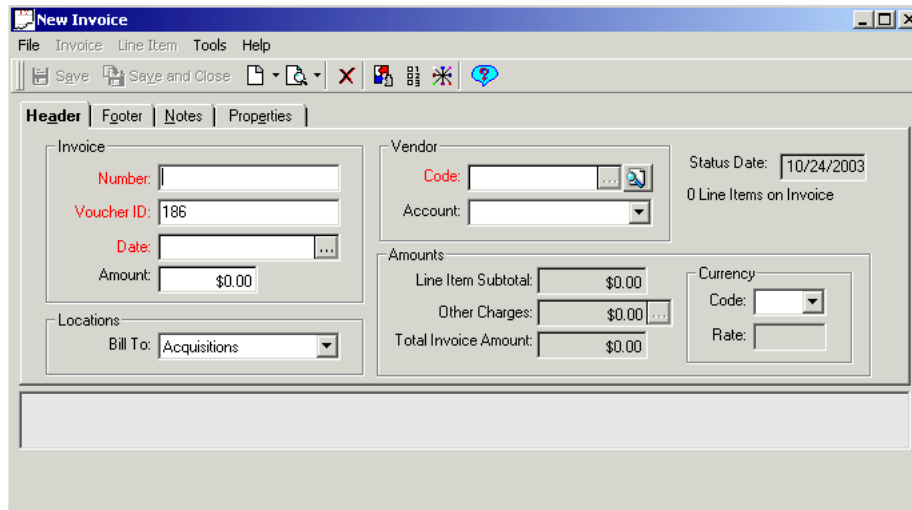 New Invoice
File Invoice Line Item Tools Help
Save Save and Close
Header Footer Notes Properties
Invoice
Number:
Voucher ID: 186
Date: ...
Amount: $0.00
Locations
Bill To: Acquisitions
Vendor
Code: ...
Account:
Status Date: 10/24/2003
0 Line Items on Invoice
Amounts
Line Item Subtotal: $0.00
Other Charges: $0.00 ...
Total Invoice Amount: $0.00
Currency
Code:
Rate: